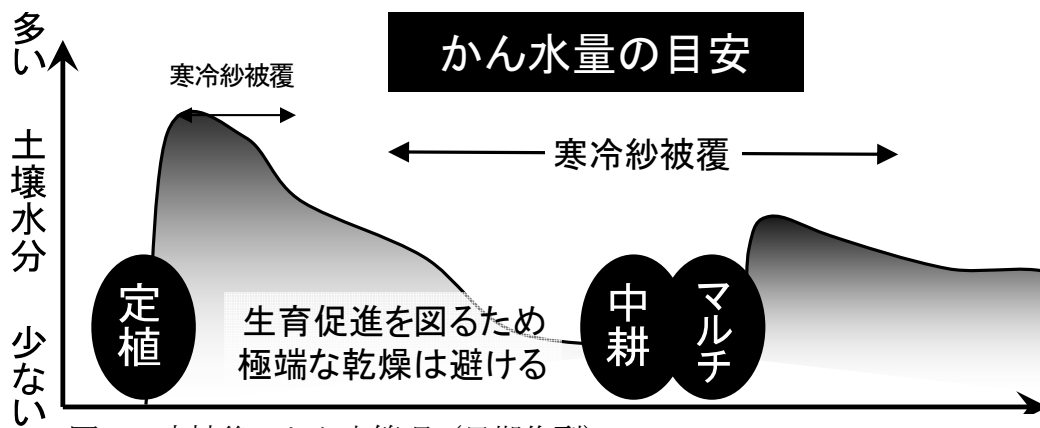 かん水量の目安
多い
土壌水分
少ない
寒冷紗被覆
寒冷紗被覆
定植
生育促進を図るため
極端な乾燥は避ける
中耕
マルチ